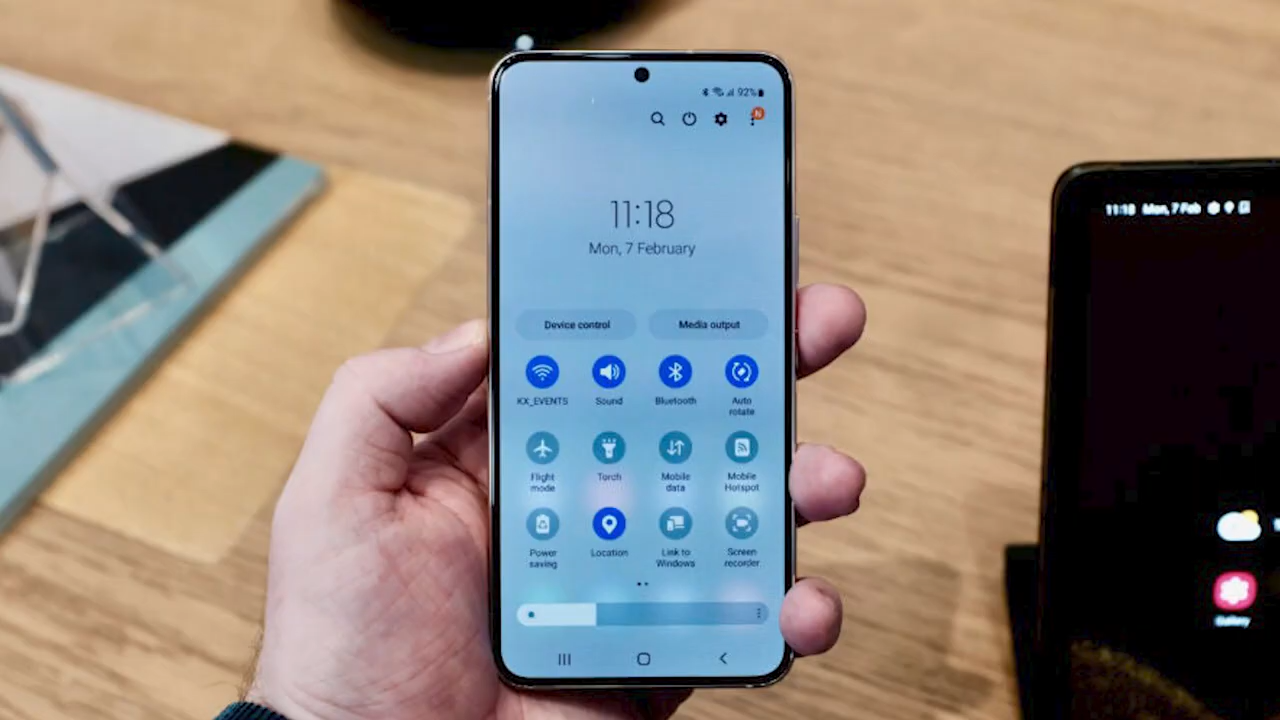 92%
N
11:18
Mon, 7 February
Device control
Media output
KX_EVENTS
Sound
Bluetooth
Auto
rotate
Flight
mode
Torch
Mobile
data
Mobile
Hotspot
Power
saving
Location
Link to
Windows
Screen
recorder
11:18 Mon, 7 Feb
Gallery